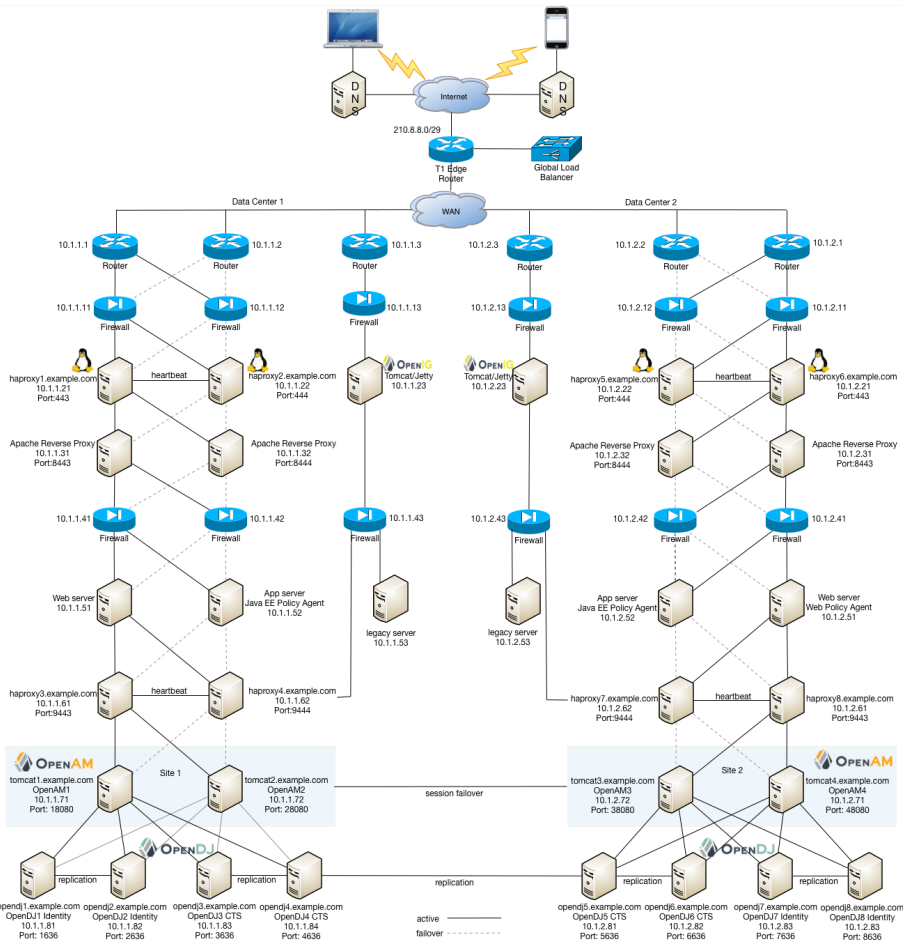 DNS
Internet
DNS
210.8.8.0/29
T1 Edge
Router
Global Load
Balancer
Data Center 1
WAN
Data Center 2
10.1.1.1
Router
10.1.1.2
Router
10.1.1.3
Router
10.1.2.3
Router
10.1.2.2
Router
10.1.2.1
Router
10.1.1.11
Firewall
10.1.1.12
Firewall
10.1.1.13
Firewall
10.1.2.13
Firewall
10.1.2.12
Firewall
10.1.2.11
Firewall
haproxy1.example.com
10.1.1.21
Port:443
heartbeat
haproxy2.example.com
10.1.1.22
Port:444
OPENIG
Tomcat/Jetty
10.1.1.23
OPENIG
Tomcat/Jetty
10.1.2.23
haproxy5.example.com
10.1.2.22
Port:444
heartbeat
haproxy6.example.com
10.1.2.21
Port:443
Apache Reverse Proxy
10.1.1.31
Port:8443
Apache Reverse Proxy
10.1.1.32
Port:8444
Apache Reverse Proxy
10.1.2.32
Port:8444
Apache Reverse Proxy
10.1.2.31
Port:8443
10.1.1.41
Firewall
10.1.1.42
Firewall
10.1.1.43
Firewall
10.1.2.43
Firewall
10.1.2.42
Firewall
10.1.2.41
Firewall
Web server
10.1.1.51
App server
Java EE Policy Agent
10.1.1.52
legacy server
10.1.1.53
legacy server
10.1.2.53
App server
Java EE Policy Agent
10.1.2.52
Web server
Web Policy Agent
10.1.2.51
haproxy3.example.com
10.1.1.61
Port:9443
heartbeat
haproxy4.example.com
10.1.1.62
Port:9444
haproxy7.example.com
10.1.2.62
Port:9444
heartbeat
haproxy8.example.com
10.1.2.61
Port:9443
OPENAM
Site 1
tomcat1.example.com
OpenAM1
10.1.1.71
Port: 18080
tomcat2.example.com
OpenAM2
10.1.1.72
Port: 28080
session failover
Site 2
OPENAM
tomcat3.example.com
OpenAM3
10.1.2.72
Port: 38080
tomcat4.example.com
OpenAM4
10.1.2.71
Port: 48080
OPENDJ
OPENDJ
replication
replication
replication
replication
replication
opendj1.example.com
OpenDJ1 Identity
10.1.1.81
Port: 1636
opendj2.example.com
OpenDJ2 Identity
10.1.1.82
Port: 2636
opendj3.example.com
OpenDJ3 CTS
10.1.1.83
Port: 3636
opendj4.example.com
OpenDJ4 CTS
10.1.1.84
Port: 4636
opendj5.example.com
OpenDJ5 CTS
10.1.2.81
Port: 5636
opendj6.example.com
OpenDJ6 CTS
10.1.2.82
Port: 6636
opendj7.example.com
OpenDJ7 Identity
10.1.2.83
Port: 7636
opendj8.example.com
OpenDJ8 Identity
10.1.2.83
Port: 8636
active
failover